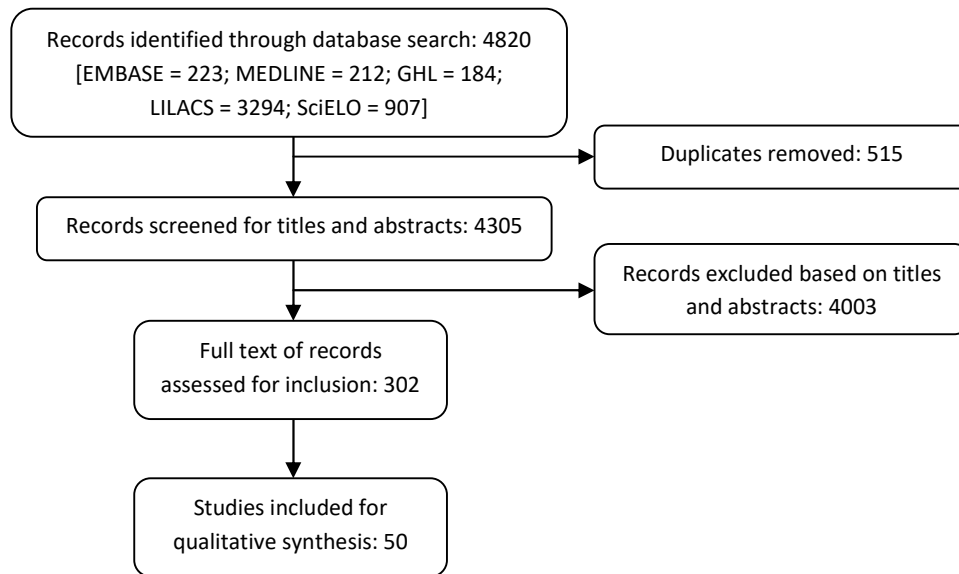 Records identified through database search: 4820
[EMBASE = 223; MEDLINE = 212; GHL = 184;
LILACS = 3294; SciELO = 907]
Duplicates removed: 515
Records screened for titles and abstracts: 4305
Records excluded based on titles
and abstracts: 4003
Full text of records
assessed for inclusion: 302
Studies included for
qualitative synthesis: 50